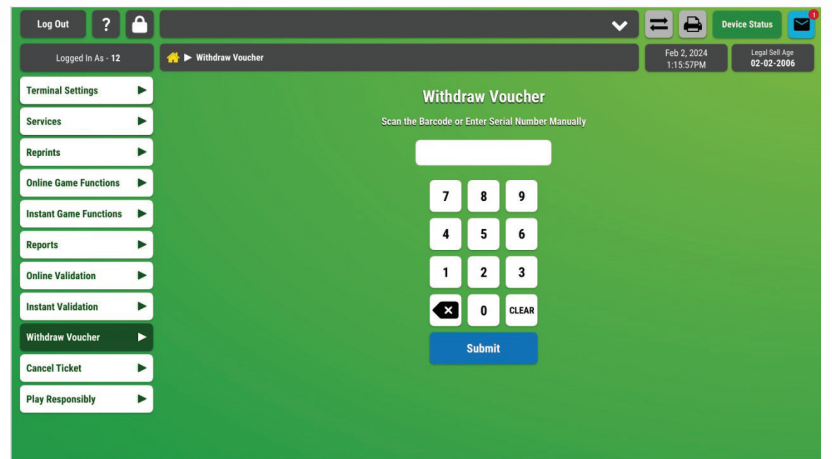 Log Out
?
Device Status
1
Logged In As - 12
Withdraw Voucher
Feb 2, 2024
1:15:57PM
Legal Sell Age
02-02-2006
Terminal Settings
Services
Reprints
Online Game Functions
Instant Game Functions
Reports
Online Validation
Instant Validation
Withdraw Voucher
Cancel Ticket
Play Responsibly
Withdraw Voucher
Scan the Barcode or Enter Serial Number Manually
7 8 9
4 5 6
1 2 3
0 CLEAR
Submit